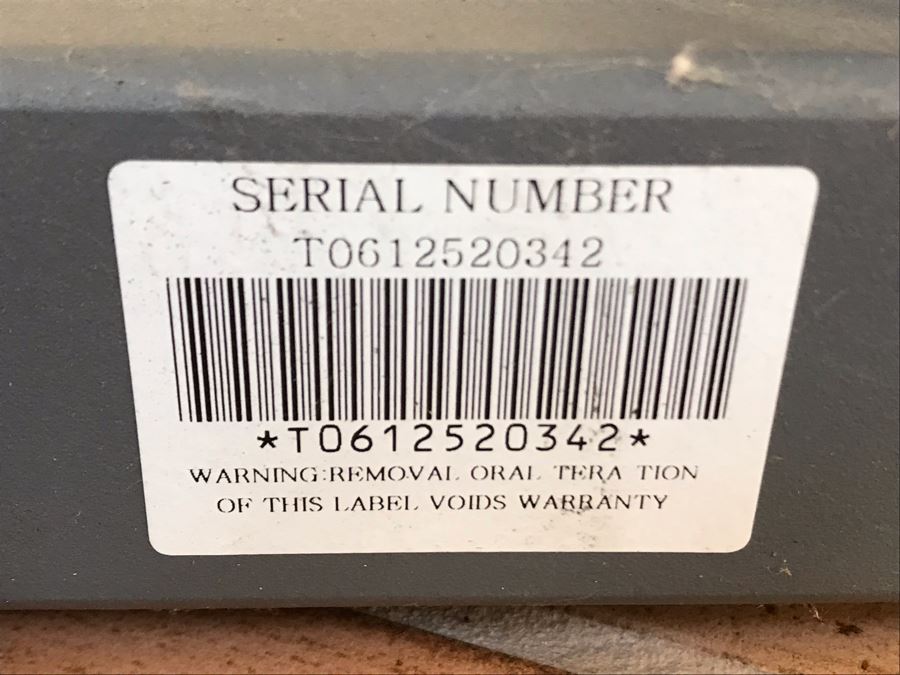 SERIAL NUMBER
T0612520342
*T0612520342*
WARNING:REMOVAL ORAL TERA TION
OF THIS LABEL VOIDS WARRANTY